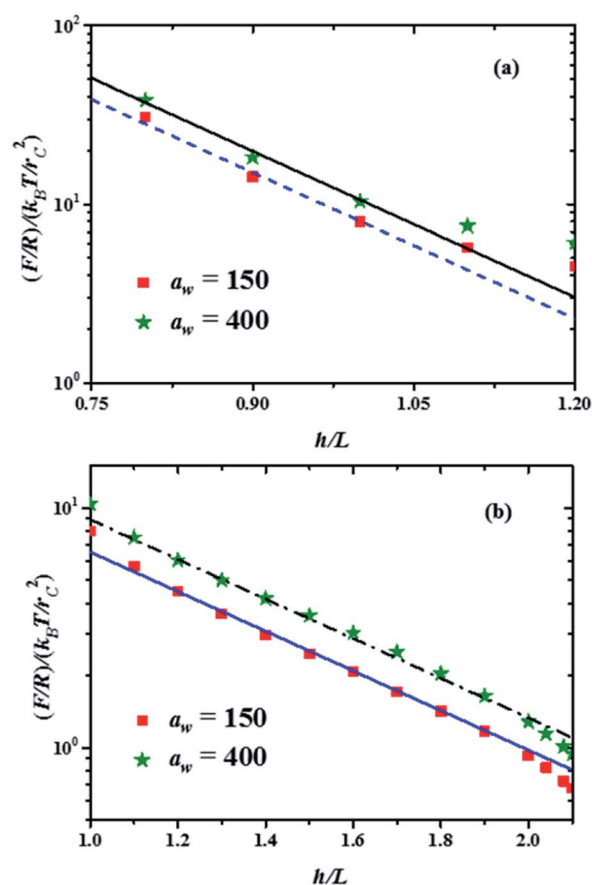 10²
(a)
(F/R)/(k_BT/r_C²)
10¹
a_w = 150
a_w = 400
10⁰
0.75 0.90 1.05 1.20
h/L
(b)
10¹
(F/R)/(k_BT/r_C²)
a_w = 150
a_w = 400
10⁰
1.0 1.2 1.4 1.6 1.8 2.0
h/L